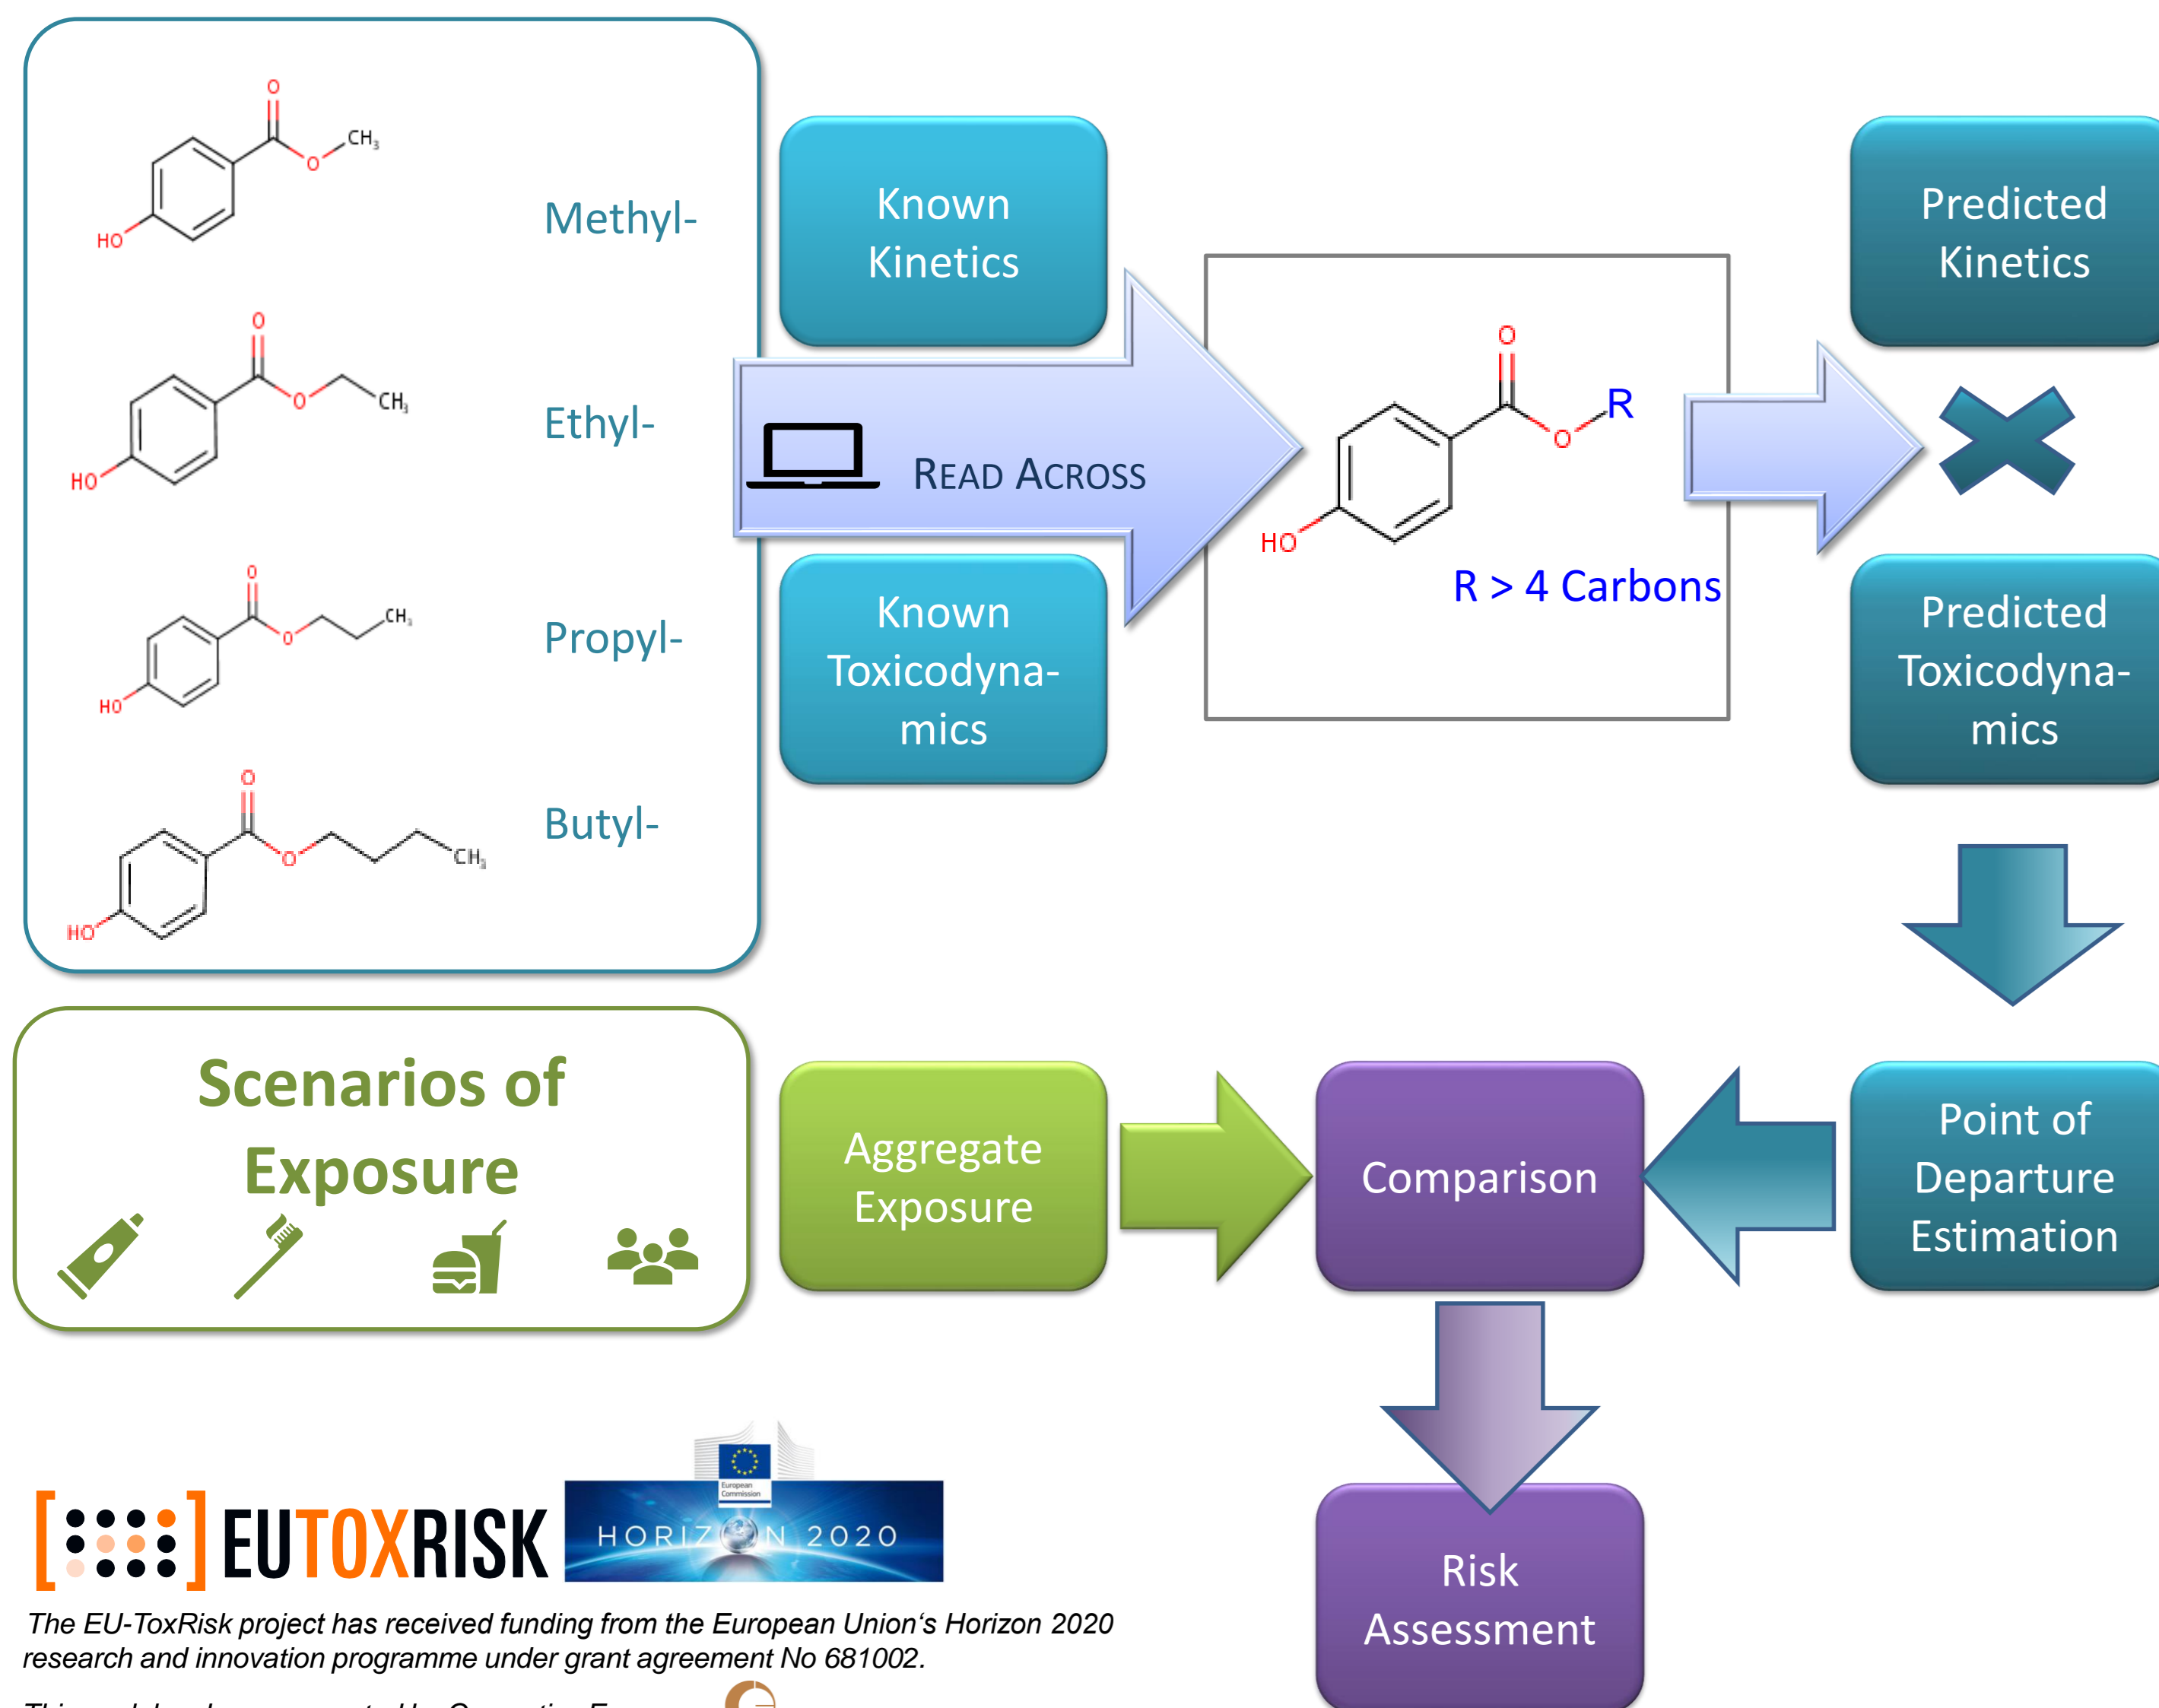 O
CH₃
O
HO
Methyl-
O
O
CH₃
HO
Ethyl-
O
O
CH₃
HO
Propyl-
O
O
CH₃
HO
Butyl-
Known
Kinetics
READ ACROSS
Known
Toxicodyna-
mics
O
R
O
HO
R > 4 Carbons
Predicted
Kinetics
Predicted
Toxicodyna-
mics
Scenarios of
Exposure
Aggregate
Exposure
Comparison
Point of
Departure
Estimation
Risk
Assessment
[ ] EUTOXRISK
European
Commission
HORIZON 2020
The EU-ToxRisk project has received funding from the European Union's Horizon 2020
research and innovation programme under grant agreement No 681002.